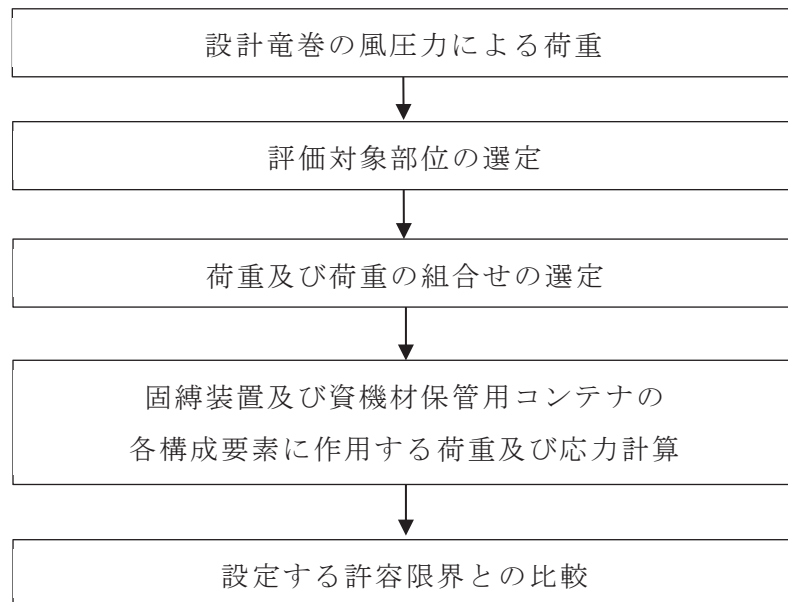 設計竜巻の風圧力による荷重
評価対象部位の選定
荷重及び荷重の組合せの選定
固縛装置及び資機材保管用コンテナの
各構成要素に作用する荷重及び応力計算
設定する許容限界との比較